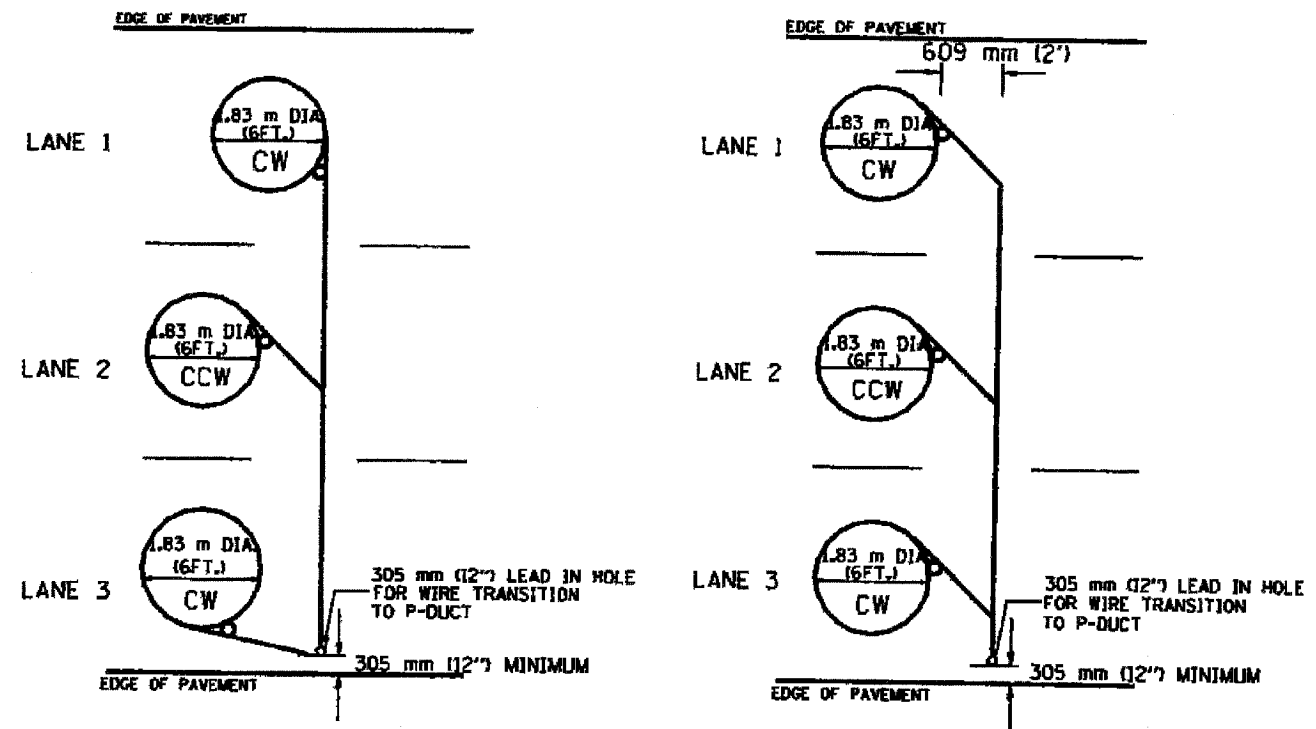 EDGE OF PAVEMENT
LANE 1
1.83 m DIA.
(6FT.)
CW
LANE 2
1.83 m DIA
(6FT.)
CCW
LANE 3
1.83 m DIA.
(6FT.)
CW
305 mm (12") LEAD IN HOLE
FOR WIRE TRANSITION
TO P-DUCT
305 mm (12") MINIMUM
EDGE OF PAVEMENT
EDGE OF PAVEMENT
609 mm (2')
LANE 1
1.83 m DIA.
(6FT.)
CW
LANE 2
1.83 m DIA
(6FT.)
CCW
LANE 3
1.83 m DIA
(6FT.)
CW
305 mm (12") LEAD IN HOLE
FOR WIRE TRANSITION
TO P-DUCT
305 mm (12") MINIMUM
EDGE OF PAVEMENT